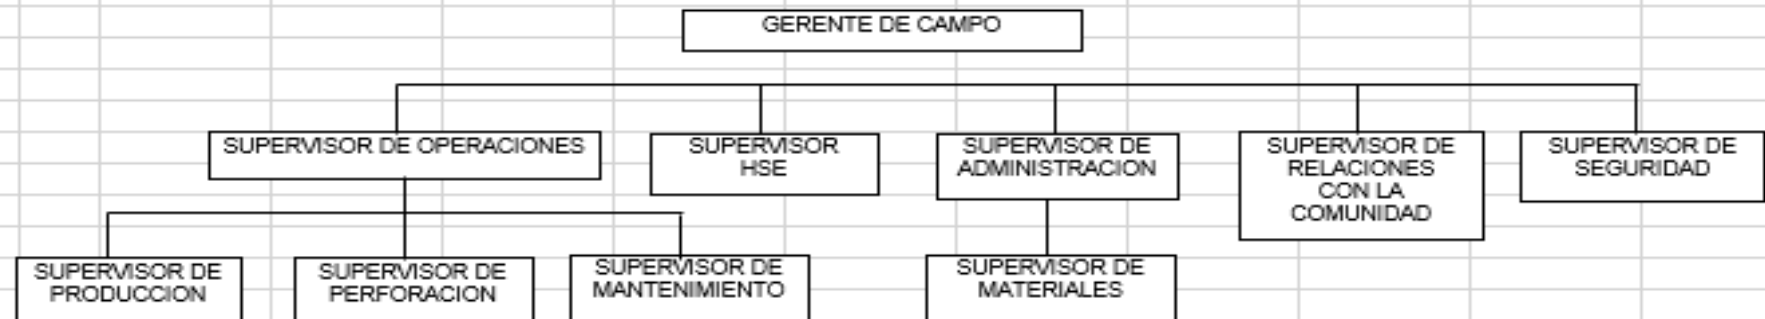 GERENTE DE CAMPO
SUPERVISOR DE OPERACIONES
SUPERVISOR
HSE
SUPERVISOR DE
ADMINISTRACION
SUPERVISOR DE
RELACIONES
CON LA
COMUNIDAD
SUPERVISOR DE
SEGURIDAD
SUPERVISOR DE
PRODUCCION
SUPERVISOR DE
PERFORACION
SUPERVISOR DE
MANTENIMIENTO
SUPERVISOR DE
MATERIALES